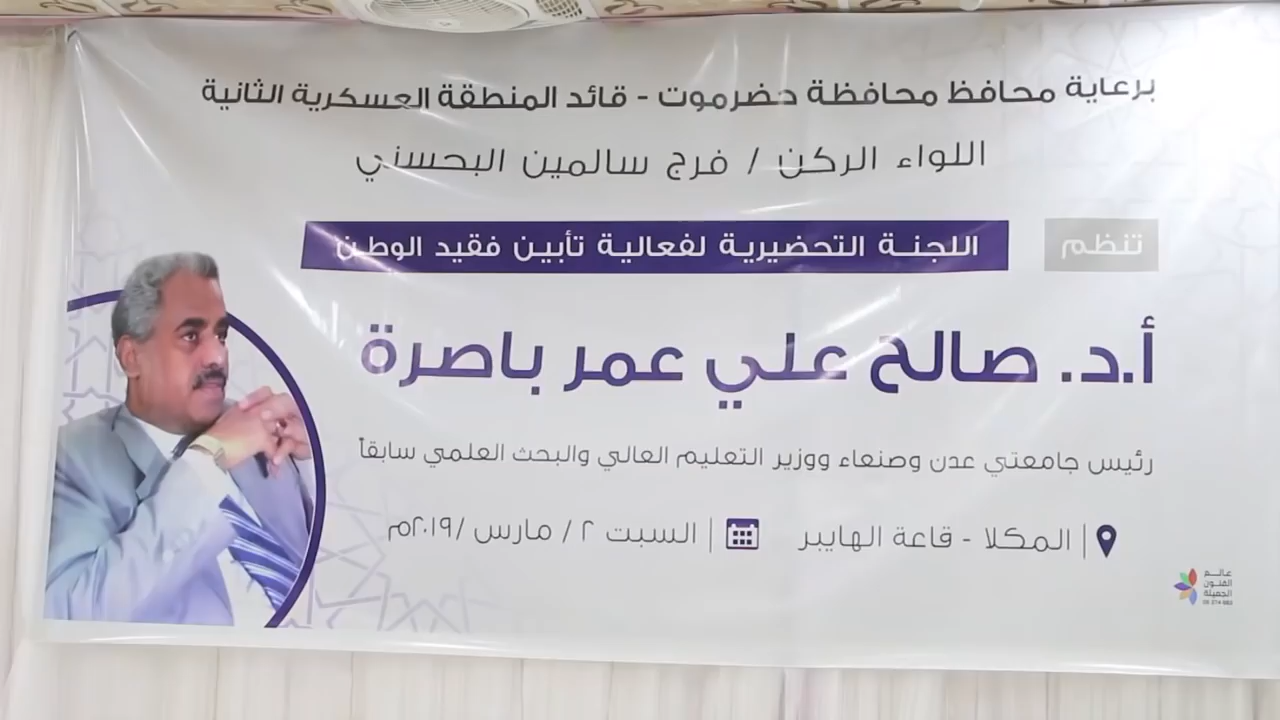 برعاية محافظ محافظة حضرموت - قائد المنطقة العسكرية الثانية
اللواء الركن / فرج سالمين البحسني
تنظم اللجنة التحضيرية لفعالية تأبين فقيد الوطن
أ.د. صالح علي عمر باصرة
رئيس جامعتي عدن وصنعاء ووزير التعليم العالي والبحث العلمي سابقاً
المكلا - قاعة الهايبر | السبت ٢ / مارس /٢٠١٩م
عالم
الفنون
الجميلة